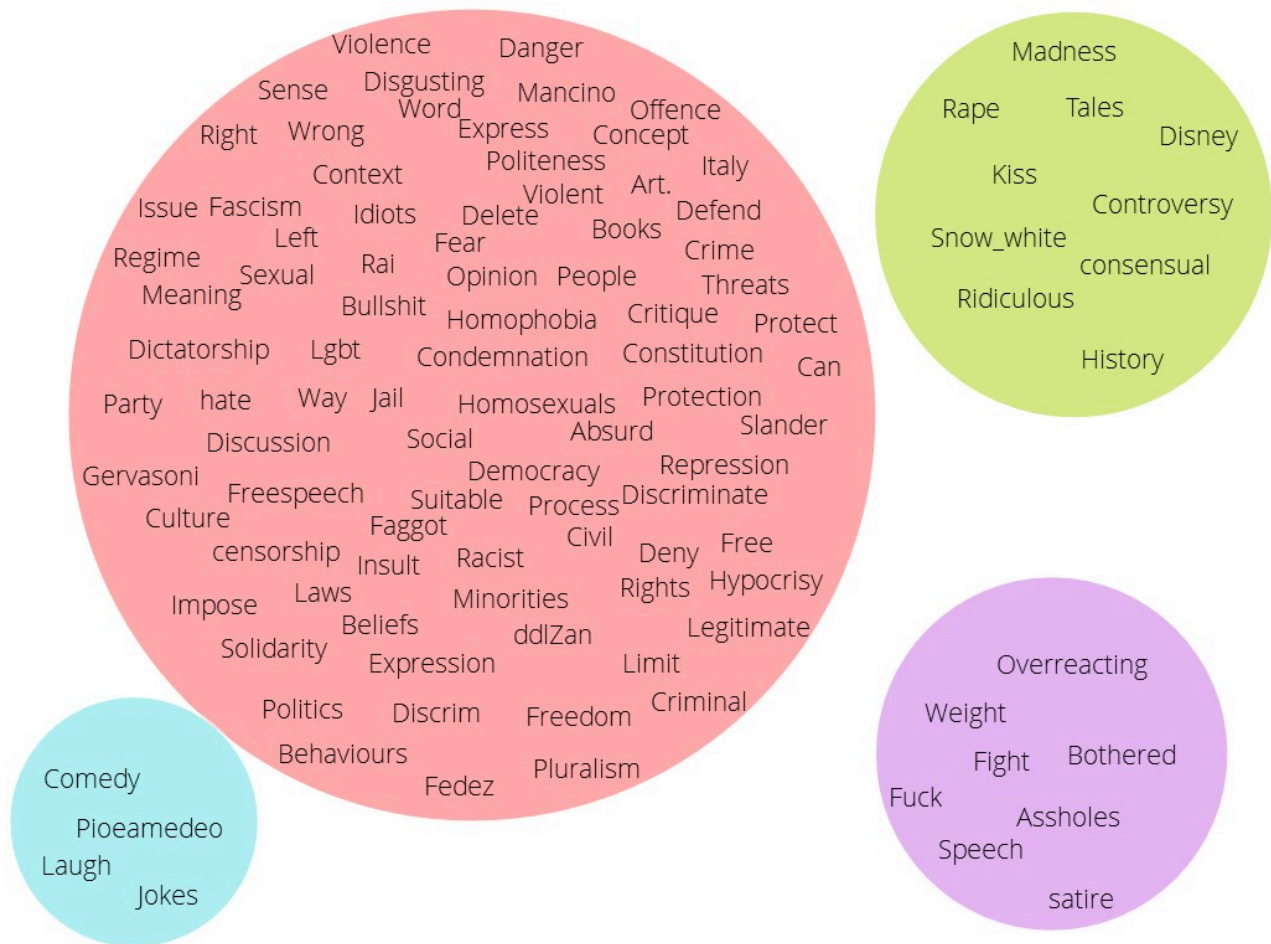 Violence
Danger
Sense
Disgusting
Mancino
Word
Offence
Right
Wrong
Express
Concept
Politeness
Italy
Context
Art.
Violent
Issue
Fascism
Idiots
Delete
Defend
Books
Left
Fear
Crime
Regime
Sexual
Rai
Opinion
People
Threats
Meaning
Bullshit
Homophobia
Critique
Protect
Dictatorship
Lgbt
Condemnation
Constitution
Can
Party
hate
Way
Jail
Homosexuals
Protection
Absurd
Slander
Discussion
Social
Gervasoni
Democracy
Repression
Freespeech
Suitable
Process
Discriminate
Culture
Faggot
Civil
censorship
Insult
Racist
Deny
Free
Rights
Hypocrisy
Impose
Laws
Minorities
Beliefs
ddlZan
Legitimate
Solidarity
Expression
Limit
Politics
Discrim
Freedom
Criminal
Behaviours
Fedez
Pluralism
Madness
Rape
Tales
Disney
Kiss
Controversy
Snow_white
consensual
Ridiculous
History
Comedy
Pioeamedeo
Laugh
Jokes
Overreacting
Weight
Fight
Bothered
Fuck
Assholes
Speech
satire